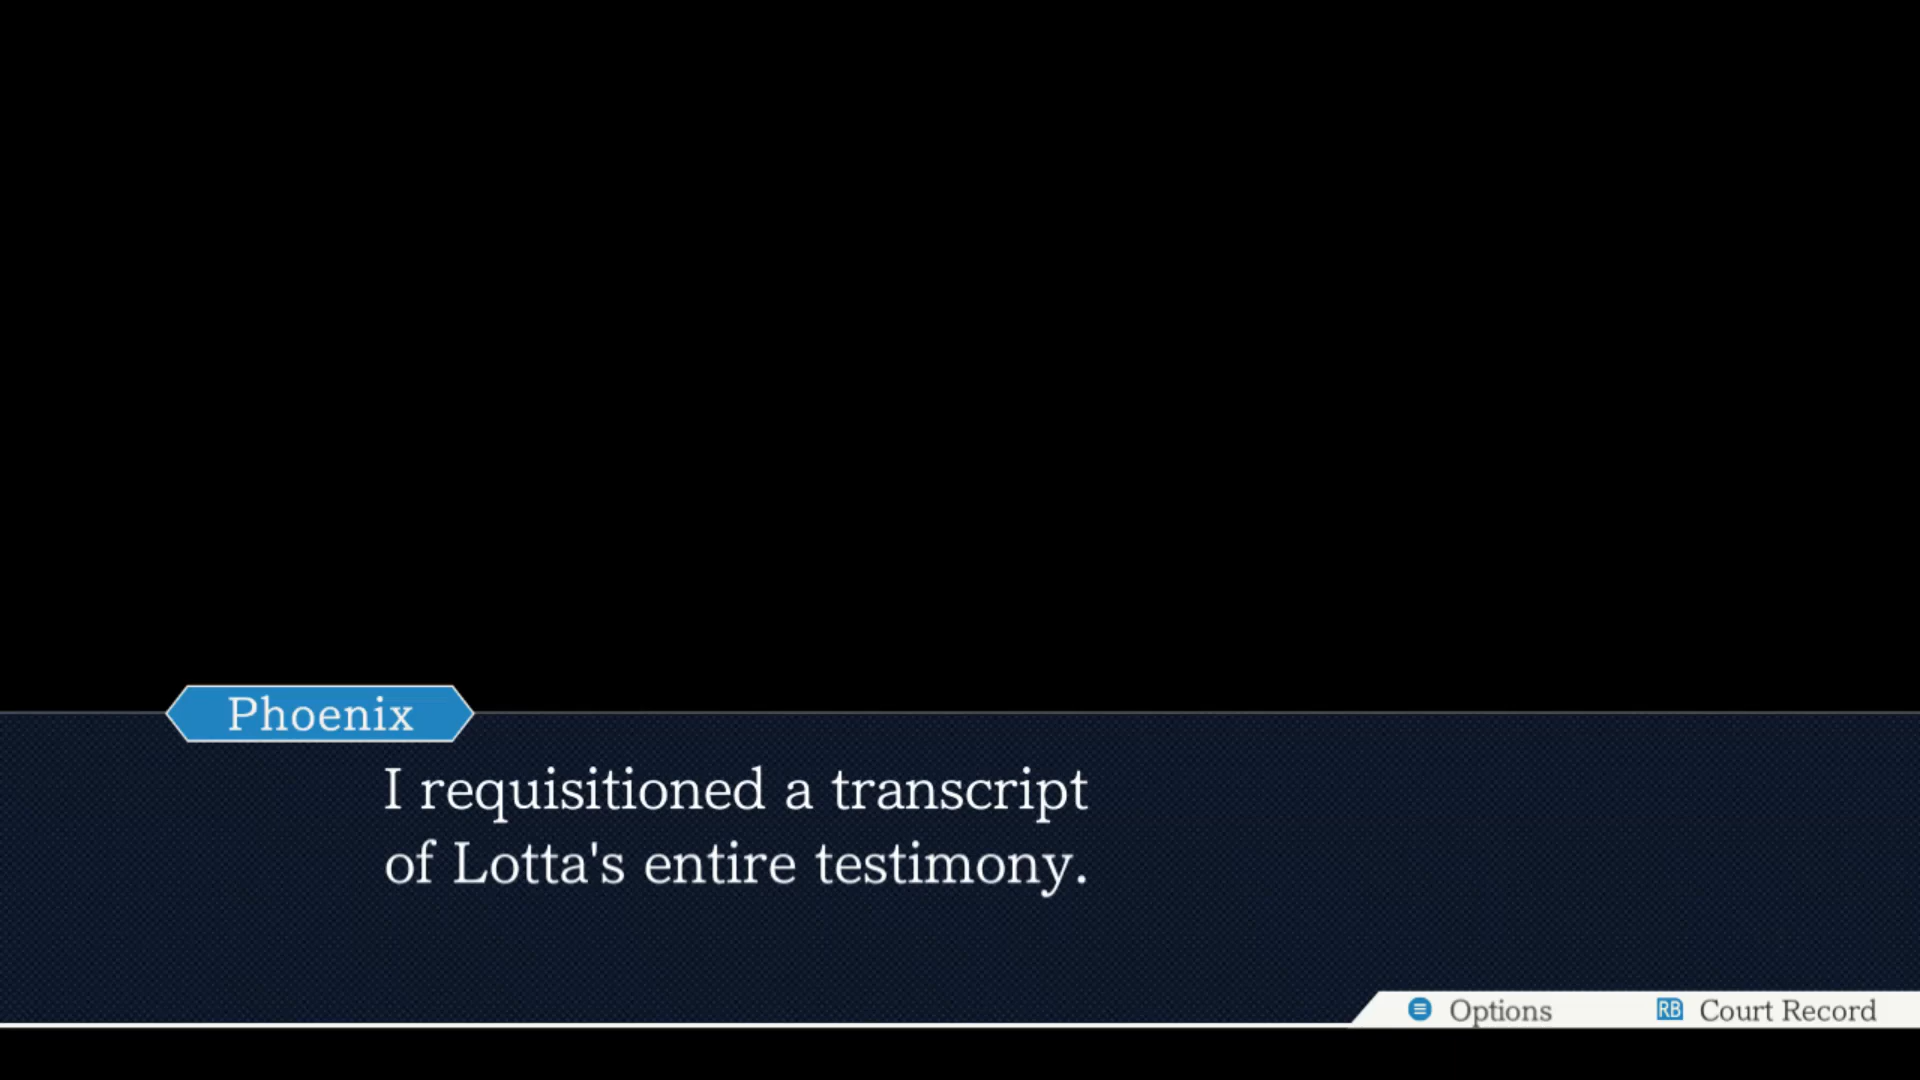 Phoenix
I requisitioned a transcript
of Lotta's entire testimony.
Options
RB Court Record